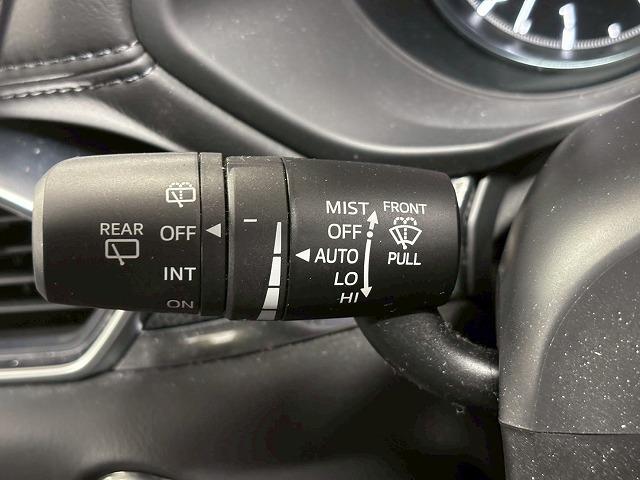 REAR
OFF
INT
ON
MIST
OFF
AUTO
LO
HI
FRONT
PULL